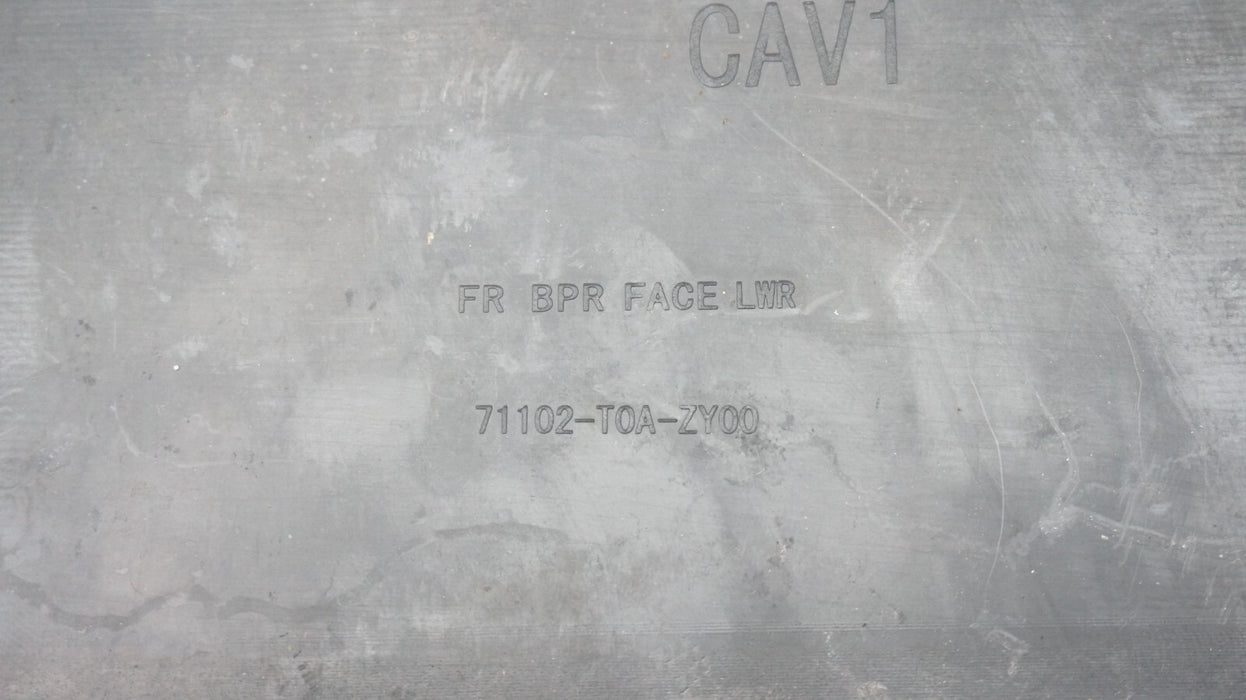 CAV1
FR BPR FACE LWR
71102-T0A-ZY00